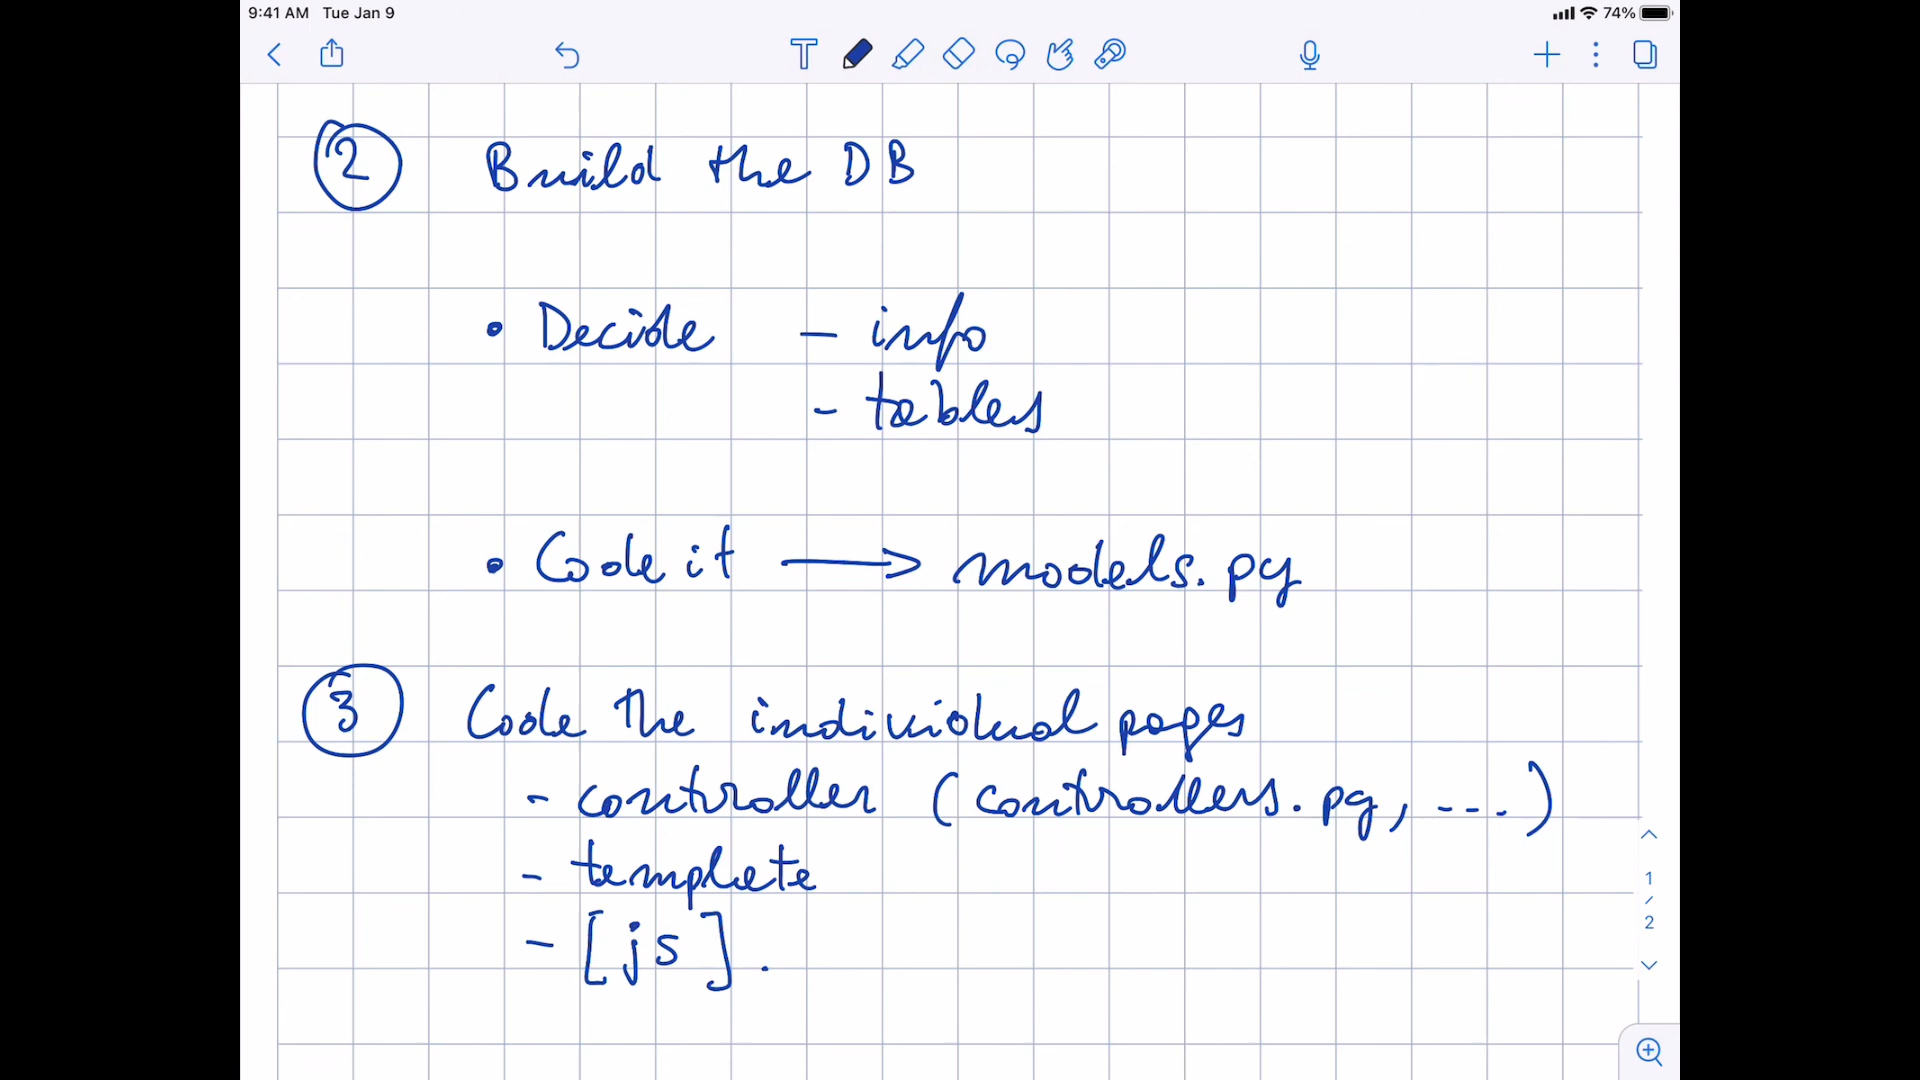 9:41 AM Tue Jan 9
74%
2 Build the DB
• Decide – info
- tables
• Code it → models.py
3 Code the individual pages
- controller (controllers.py, ...)
- template
- [js].
1
/
2